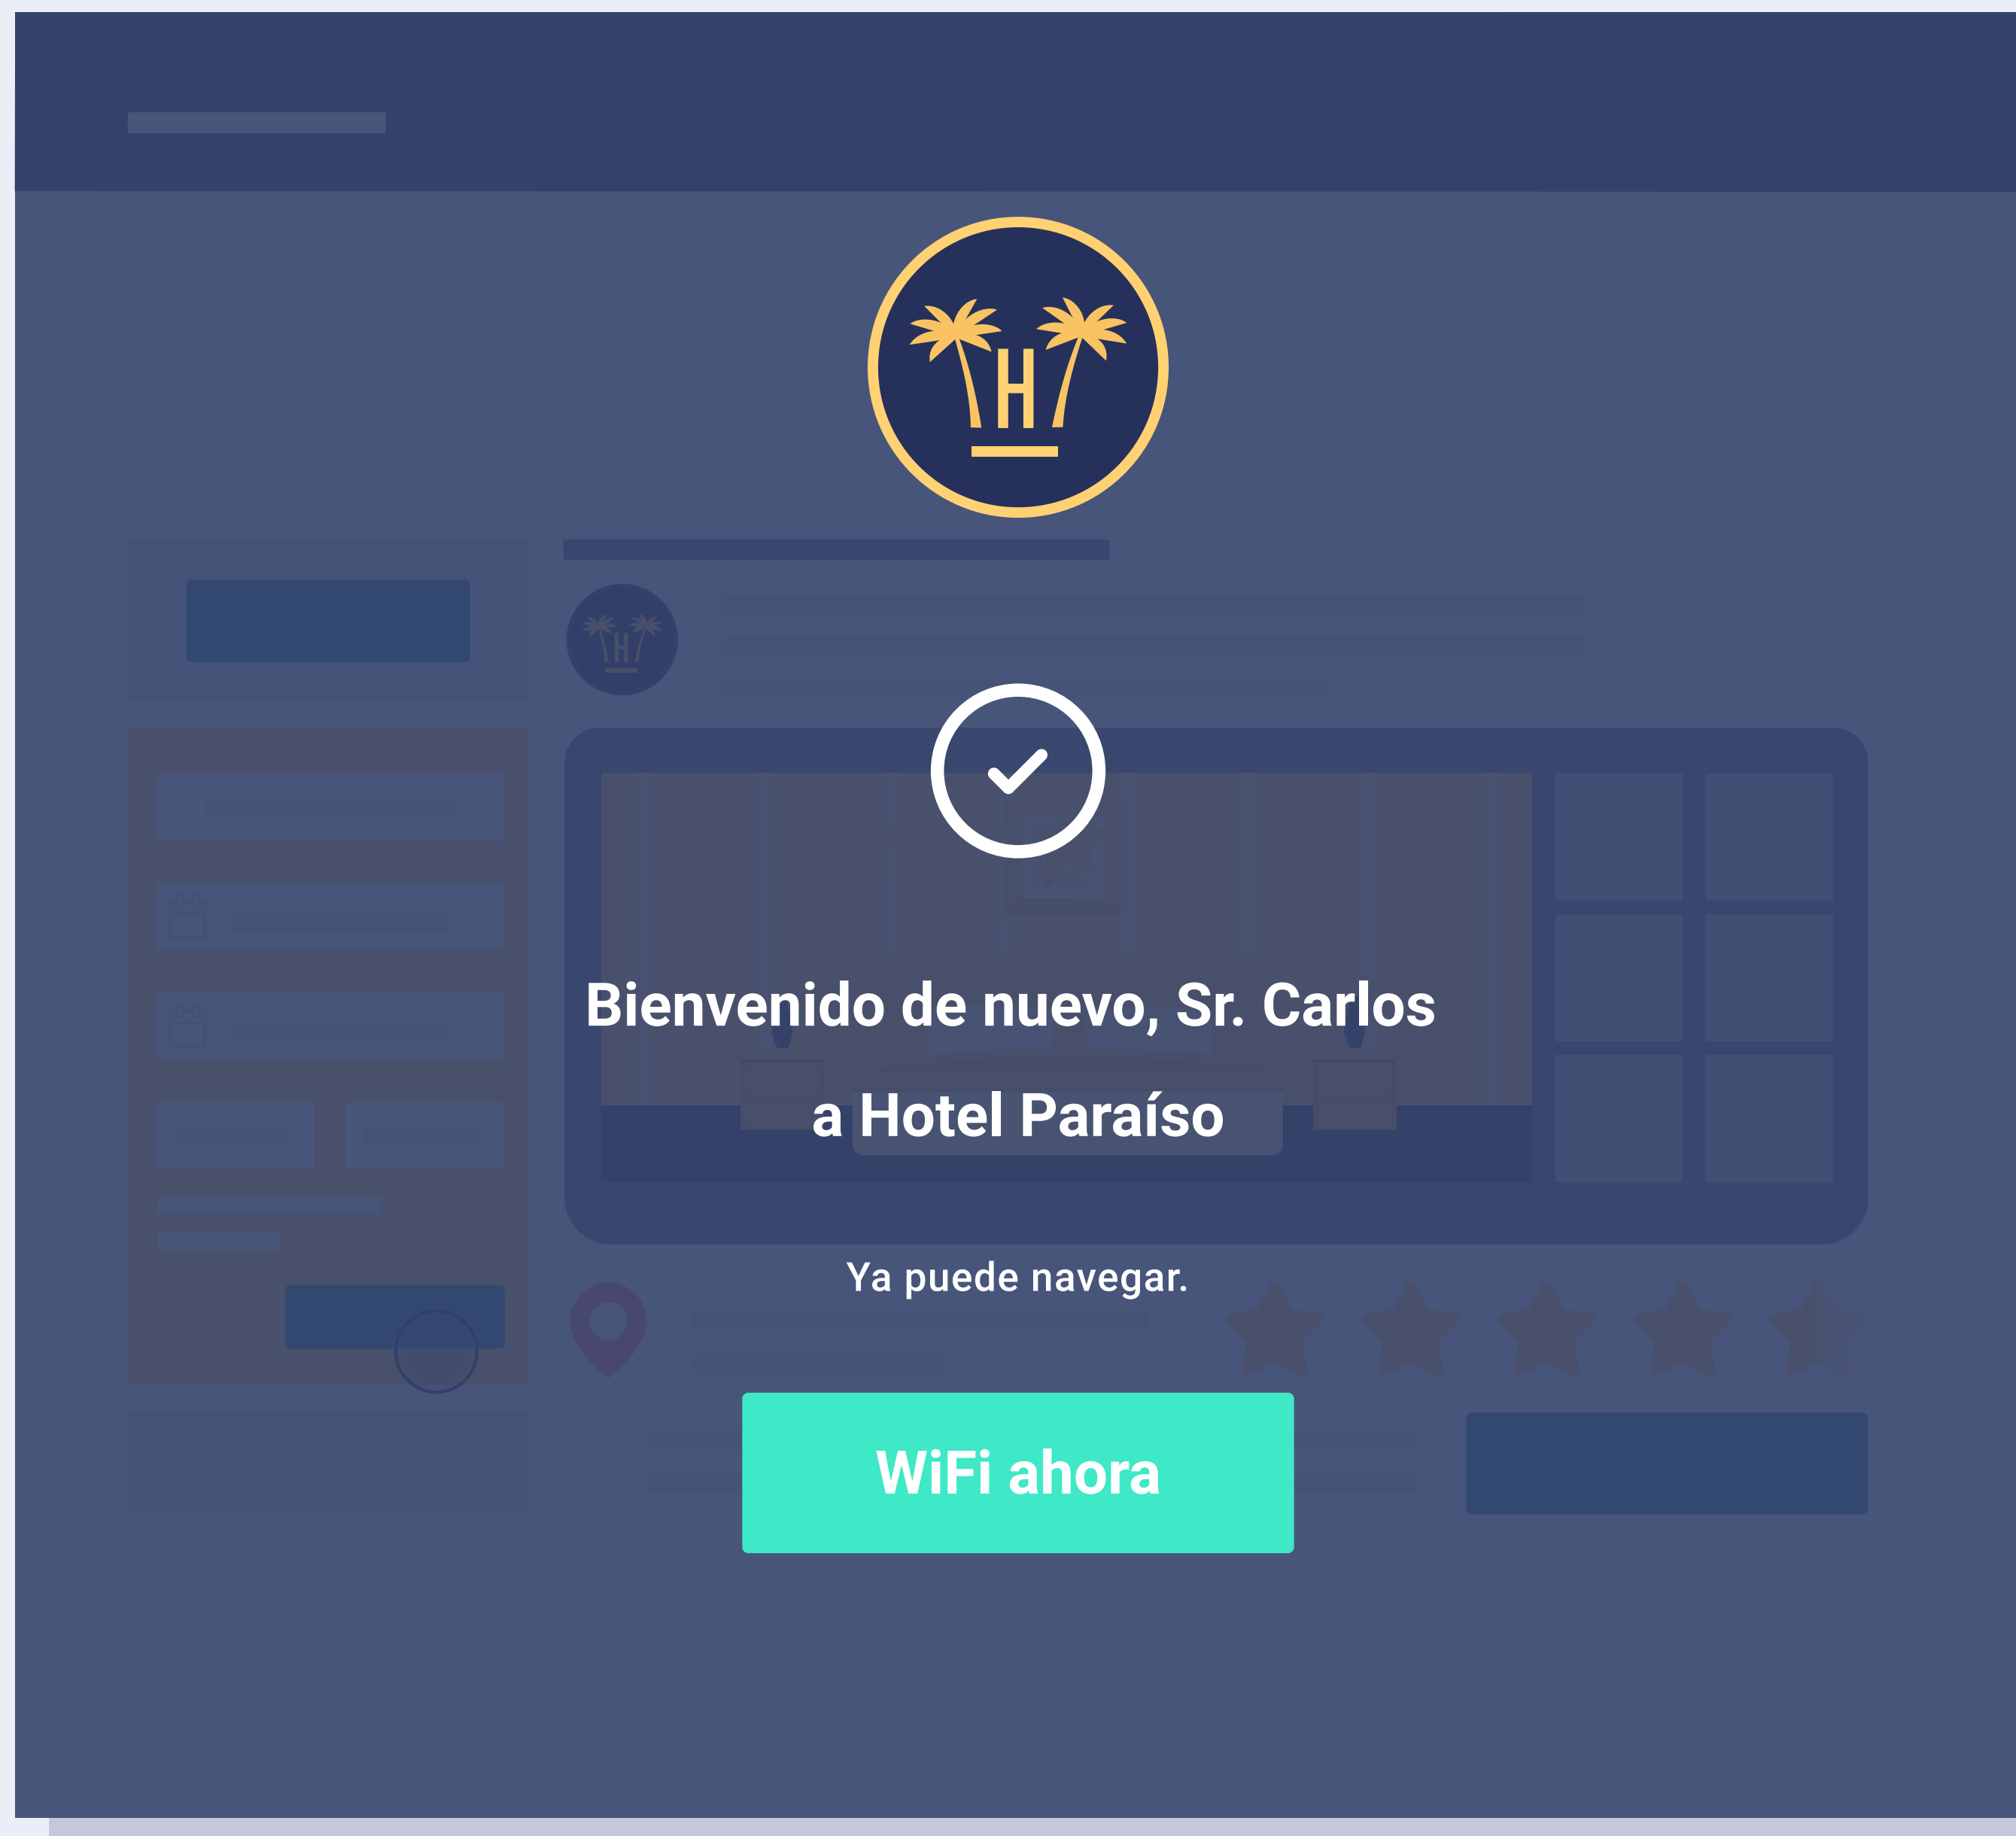 H
Bienvenido de nuevo, Sr. Carlos
a Hotel Paraíso
Ya puede navegar.
WiFi ahora